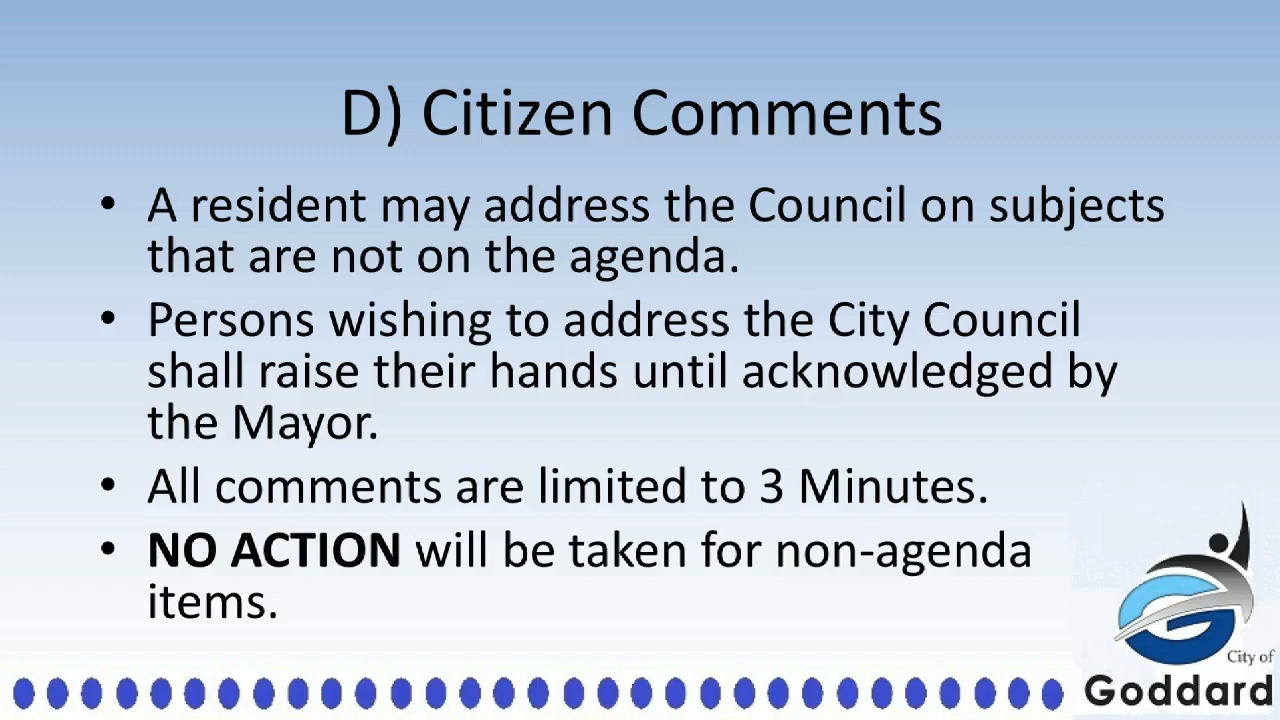 D) Citizen Comments
• A resident may address the Council on subjects
that are not on the agenda.
• Persons wishing to address the City Council
shall raise their hands until acknowledged by
the Mayor.
• All comments are limited to 3 Minutes.
• NO ACTION will be taken for non-agenda
items.
City of
Goddard